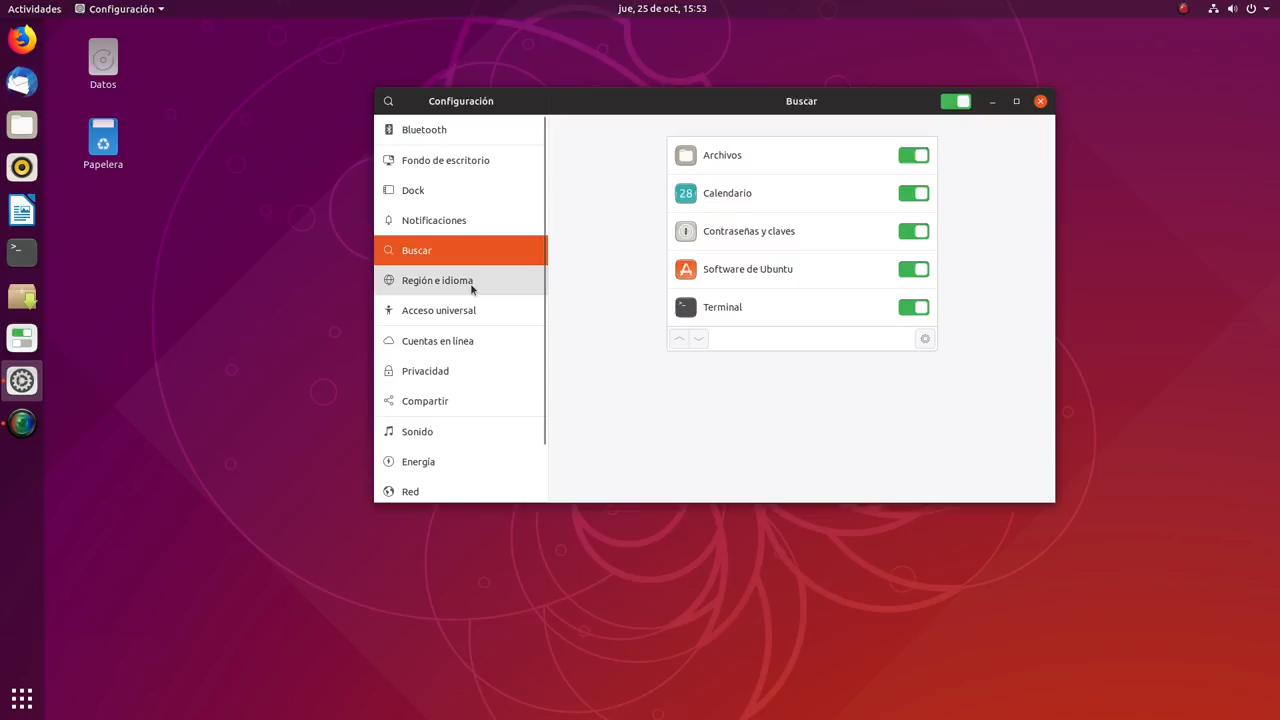 Actividades
Configuración
jue, 25 de oct, 15:53
Datos
Papelera
Configuración
Buscar
Bluetooth
Fondo de escritorio
Dock
Notificaciones
Buscar
Región e idioma
Acceso universal
Cuentas en línea
Privacidad
Compartir
Sonido
Energía
Red
Archivos
28
Calendario
Contraseñas y claves
Software de Ubuntu
Terminal